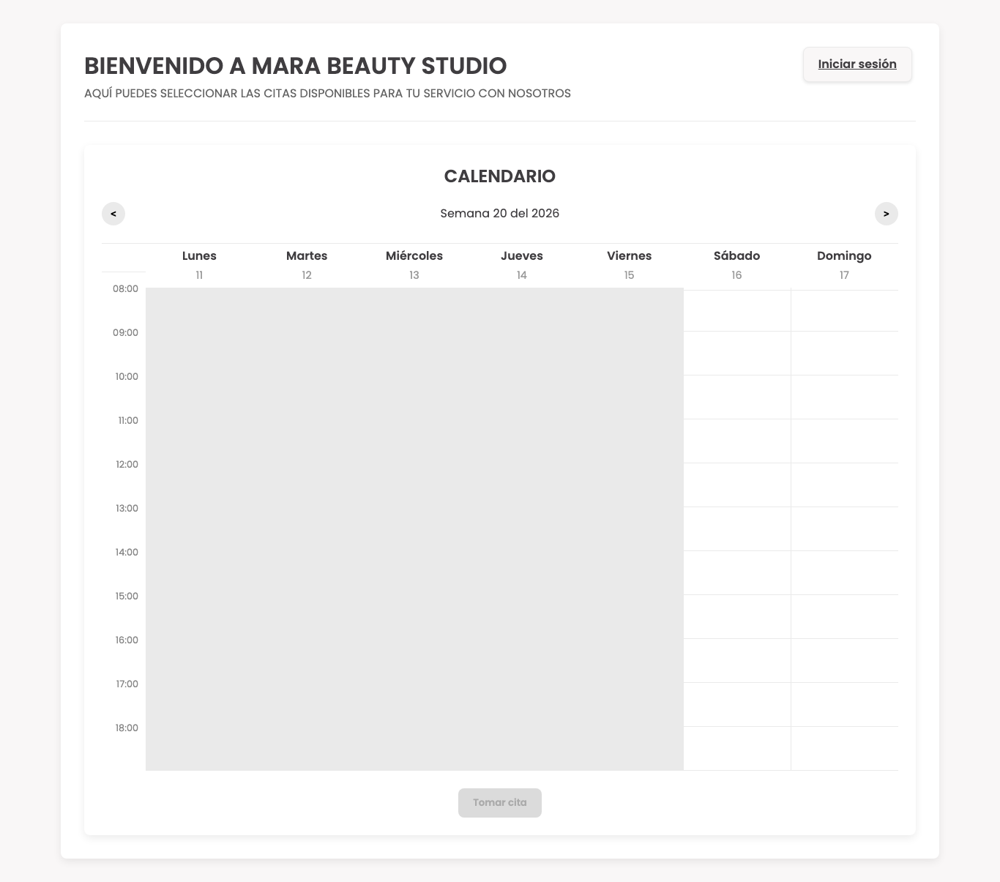 BIENVENIDO A MARA BEAUTY STUDIO
Iniciar sesión
AQUÍ PUEDES SELECCIONAR LAS CITAS DISPONIBLES PARA TU SERVICIO CON NOSOTROS
CALENDARIO
< Semana 20 del 2026 >
Lunes Martes Miércoles Jueves Viernes Sábado Domingo
11 12 13 14 15 16 17
08:00
09:00
10:00
11:00
12:00
13:00
14:00
15:00
16:00
17:00
18:00
Tomar cita